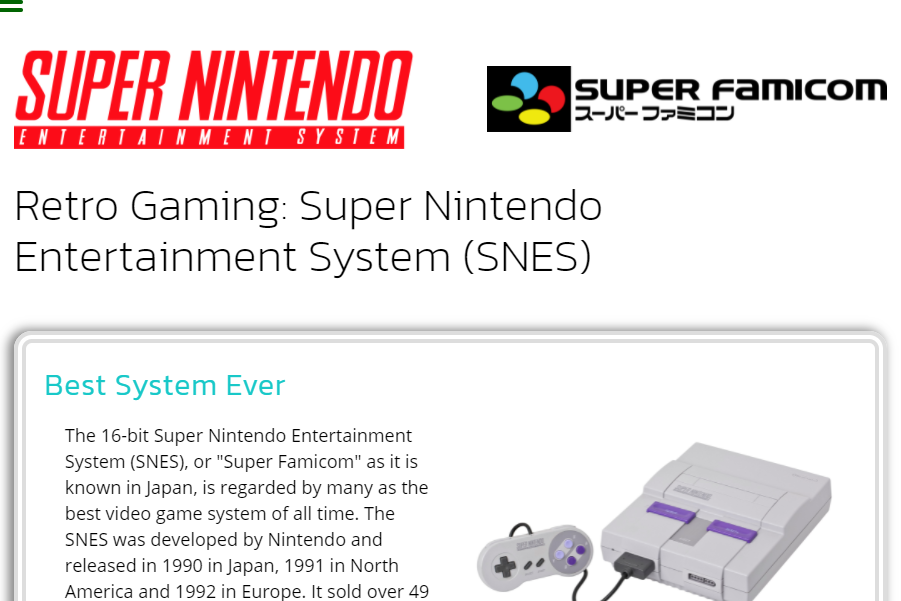 SUPER NINTENDO
ENTERTAINMENT SYSTEM
SUPER FAMICOM
スーパーファミコン
Retro Gaming: Super Nintendo
Entertainment System (SNES)
Best System Ever
The 16-bit Super Nintendo Entertainment
System (SNES), or "Super Famicom" as it is
known in Japan, is regarded by many as the
best video game system of all time. The
SNES was developed by Nintendo and
released in 1990 in Japan, 1991 in North
America and 1992 in Europe. It sold over 49